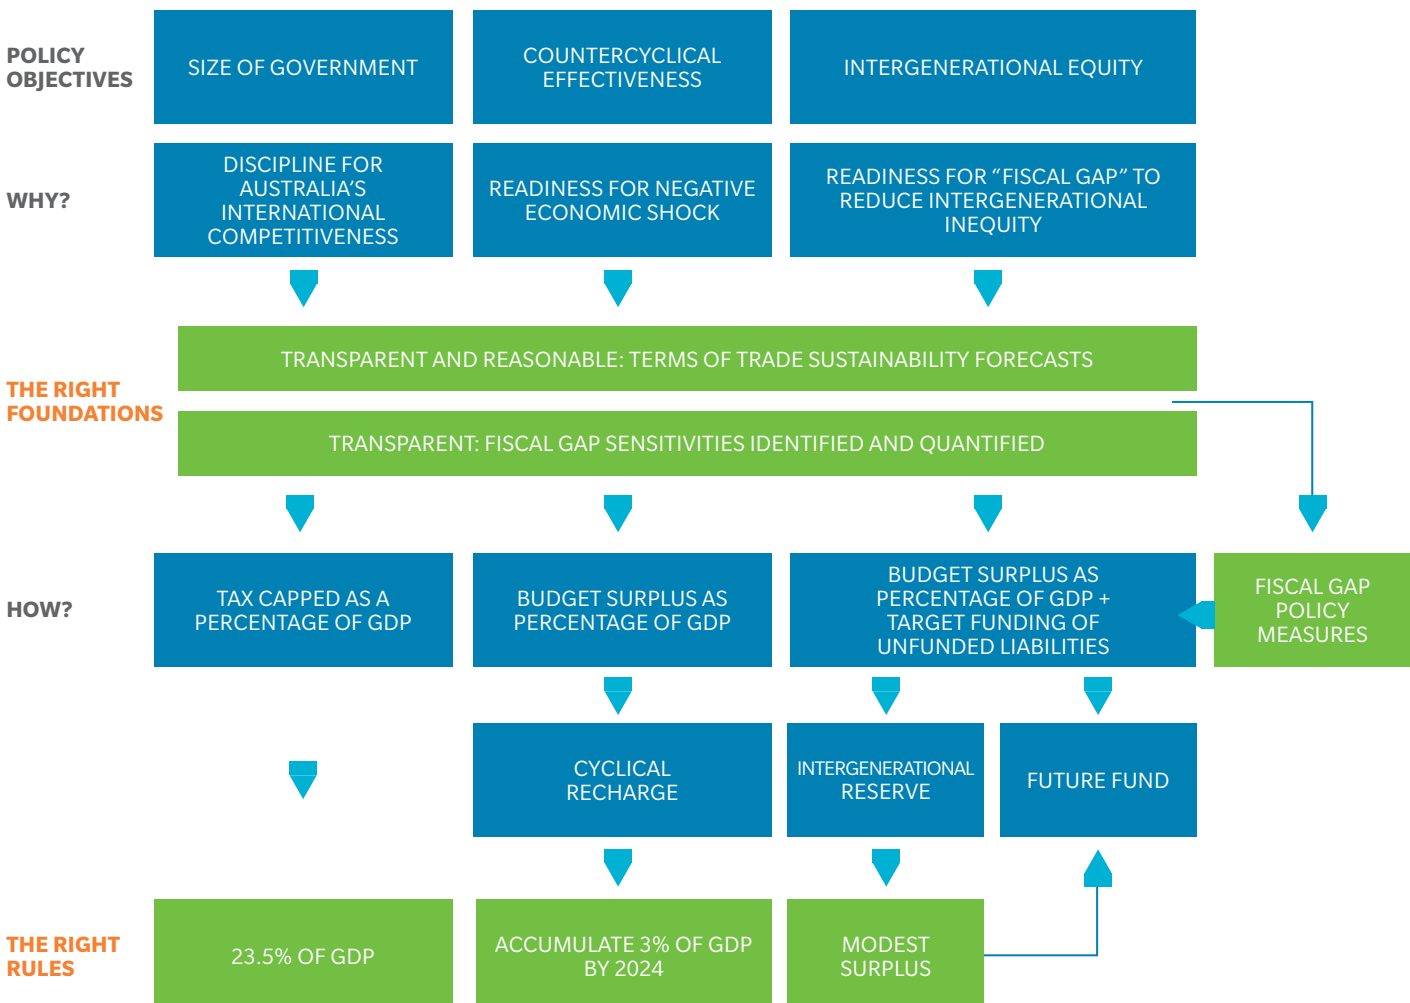 POLICY
OBJECTIVES
SIZE OF GOVERNMENT
COUNTERCYCLICAL
EFFECTIVENESS
INTERGENERATIONAL EQUITY
WHY?
DISCIPLINE FOR
AUSTRALIA’S
INTERNATIONAL
COMPETITIVENESS
READINESS FOR NEGATIVE
ECONOMIC SHOCK
READINESS FOR “FISCAL GAP” TO
REDUCE INTERGENERATIONAL
INEQUITY
THE RIGHT
FOUNDATIONS
TRANSPARENT AND REASONABLE: TERMS OF TRADE SUSTAINABILITY FORECASTS
TRANSPARENT: FISCAL GAP SENSITIVITIES IDENTIFIED AND QUANTIFIED
HOW?
TAX CAPPED AS A
PERCENTAGE OF GDP
BUDGET SURPLUS AS
PERCENTAGE OF GDP
BUDGET SURPLUS AS
PERCENTAGE OF GDP +
TARGET FUNDING OF
UNFUNDED LIABILITIES
FISCAL GAP
POLICY
MEASURES
CYCLICAL
RECHARGE
INTERGENERATIONAL
RESERVE
FUTURE FUND
THE RIGHT
RULES
23.5% OF GDP
ACCUMULATE 3% OF GDP
BY 2024
MODEST
SURPLUS